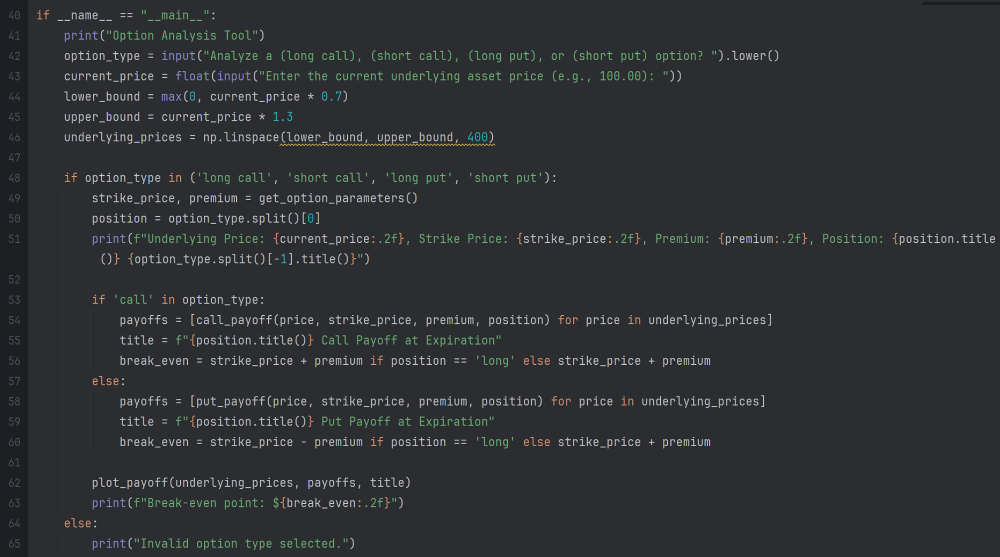 40 if __name__ == "__main__":
41     print("Option Analysis Tool")
42     option_type = input("Analyze a (long call), (short call), (long put), or (short put) option? ").lower()
43     current_price = float(input("Enter the current underlying asset price (e.g., 100.00): "))
44     lower_bound = max(0, current_price * 0.7)
45     upper_bound = current_price * 1.3
46     underlying_prices = np.linspace(lower_bound, upper_bound, 400)
47
48     if option_type in ('long call', 'short call', 'long put', 'short put'):
49         strike_price, premium = get_option_parameters()
50         position = option_type.split()[0]
51         print(f"Underlying Price: {current_price:.2f}, Strike Price: {strike_price:.2f}, Premium: {premium:.2f}, Position: {position.title
()} {option_type.split()[-1].title()}")
52
53         if 'call' in option_type:
54             payoffs = [call_payoff(price, strike_price, premium, position) for price in underlying_prices]
55             title = f"{position.title()} Call Payoff at Expiration"
56             break_even = strike_price + premium if position == 'long' else strike_price + premium
57         else:
58             payoffs = [put_payoff(price, strike_price, premium, position) for price in underlying_prices]
59             title = f"{position.title()} Put Payoff at Expiration"
60             break_even = strike_price - premium if position == 'long' else strike_price + premium
61
62         plot_payoff(underlying_prices, payoffs, title)
63         print(f"Break-even point: ${break_even:.2f}")
64     else:
65         print("Invalid option type selected.")